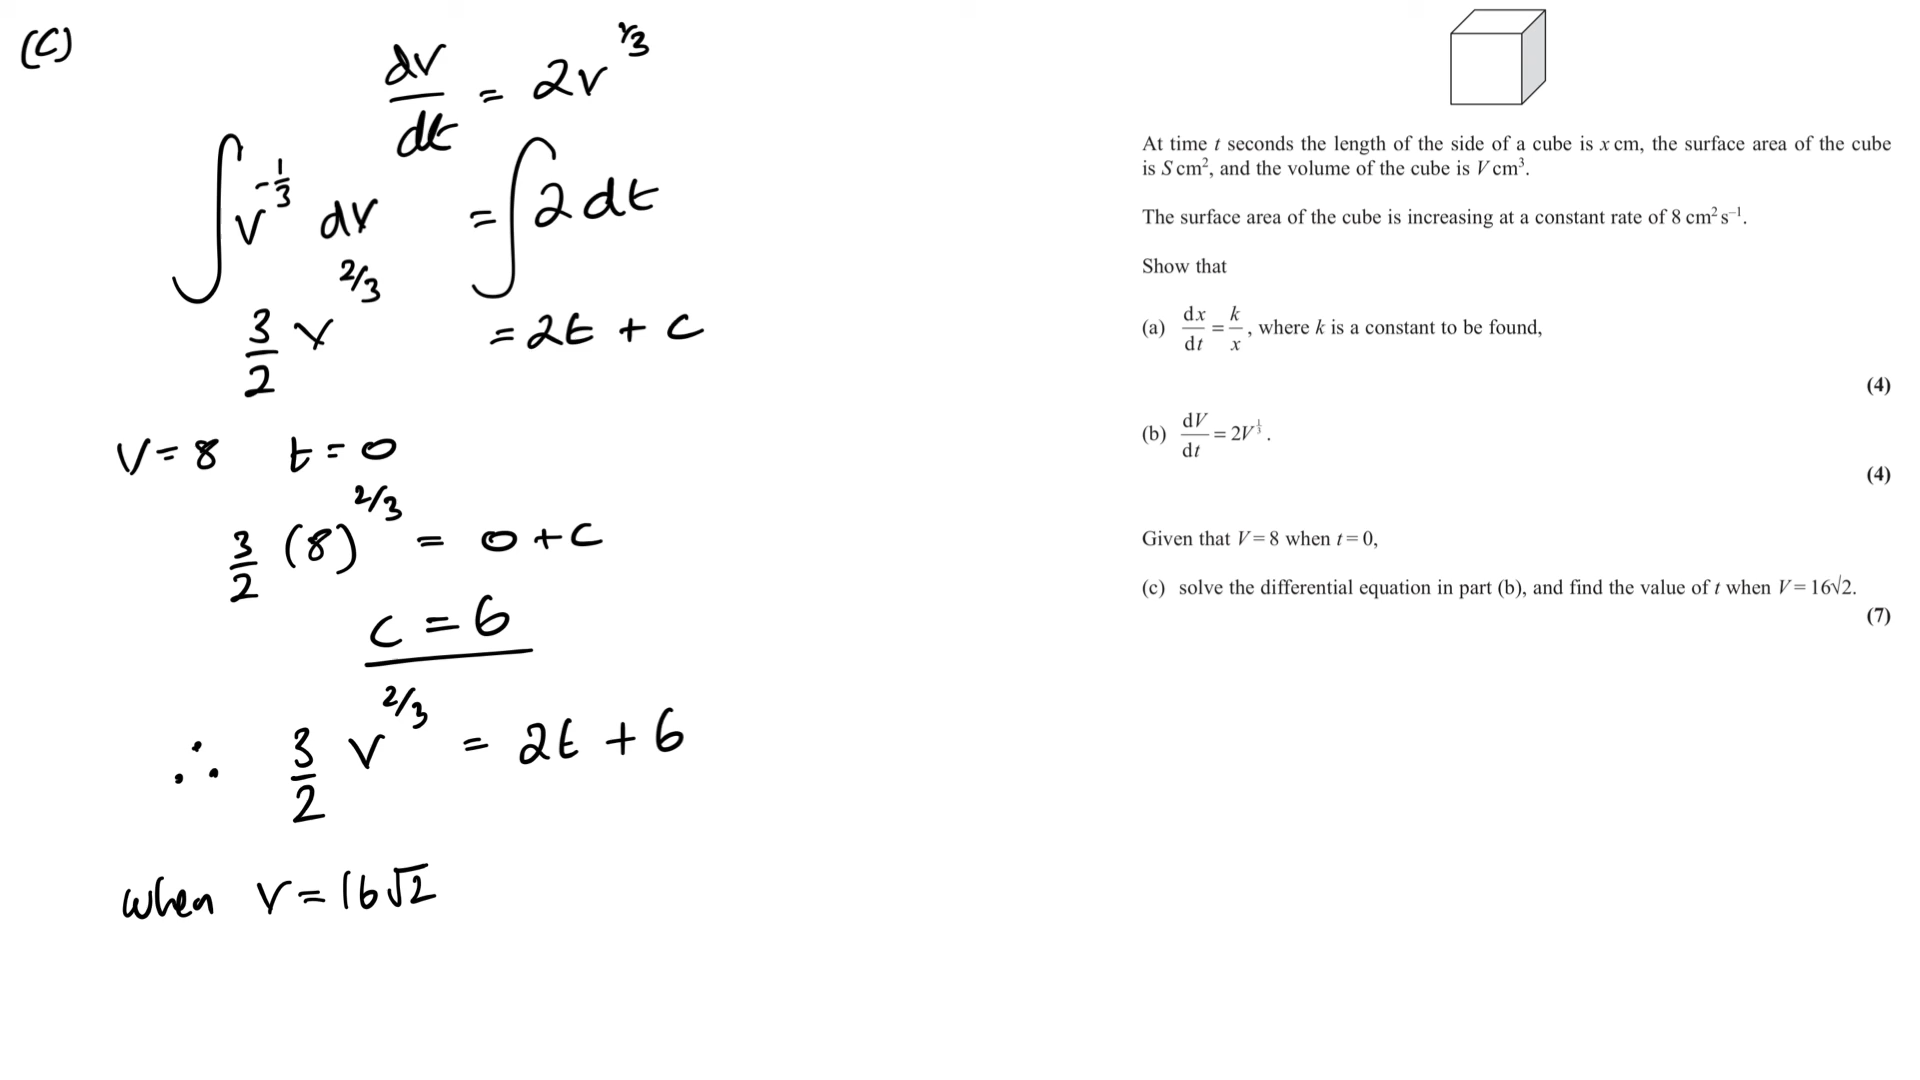 (C)
dv/dt = 2v^1/3
∫ v^-1/3 dv = ∫ 2 dt
3/2 v^2/3 = 2t + c
V = 8 t = 0
3/2 (8)^2/3 = 0 + c
c = 6
∴ 3/2 v^2/3 = 2t + 6
when v = 16√2
At time t seconds the length of the side of a cube is x cm, the surface area of the cube
is S cm², and the volume of the cube is V cm³.
The surface area of the cube is increasing at a constant rate of 8 cm² s⁻¹.
Show that
(a) dx/dt = k/x, where k is a constant to be found,
(4)
(b) dV/dt = 2V^1/3.
(4)
Given that V = 8 when t = 0,
(c) solve the differential equation in part (b), and find the value of t when V = 16√2.
(7)